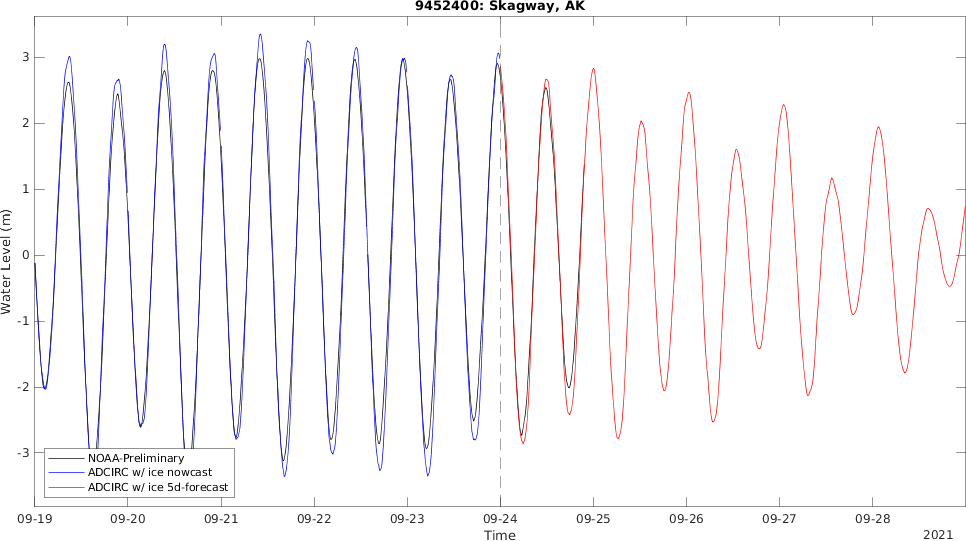 9452400: Skagway, AK
3
2
1
0
-1
-2
-3
Water Level (m)
NOAA-Preliminary
ADCIRC w/ ice nowcast
ADCIRC w/ ice 5d-forecast
09-19 09-20 09-21 09-22 09-23 09-24 09-25 09-26 09-27 09-28
Time
2021